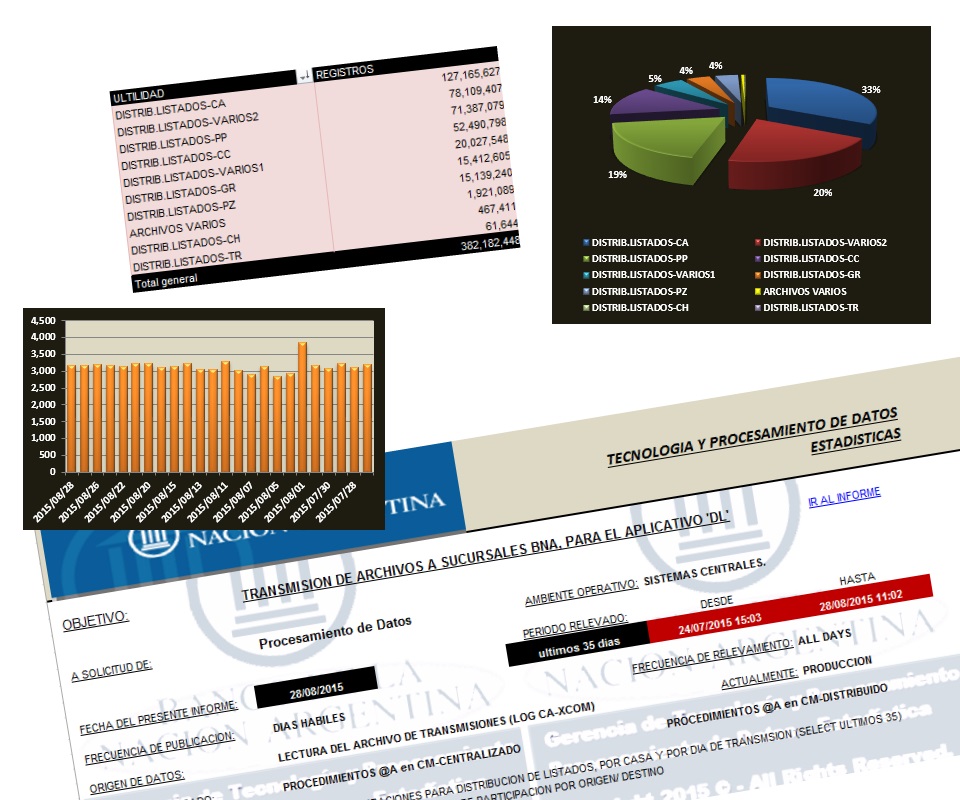 ULTILIDAD REGISTROS
DISTRIB.LISTADOS-CA 127,165,627
DISTRIB.LISTADOS-VARIOS2 78,109,407
DISTRIB.LISTADOS-PP 71,387,079
DISTRIB.LISTADOS-CC 52,490,798
DISTRIB.LISTADOS-VARIOS1 20,027,548
DISTRIB.LISTADOS-GR 15,412,605
DISTRIB.LISTADOS-PZ 15,139,240
ARCHIVOS VARIOS 1,921,089
DISTRIB.LISTADOS-CH 467,411
DISTRIB.LISTADOS-TR 61,644
Total general 382,182,448
33%
20%
19%
14%
5%
4%
4%
DISTRIB.LISTADOS-CA DISTRIB.LISTADOS-VARIOS2
DISTRIB.LISTADOS-PP DISTRIB.LISTADOS-CC
DISTRIB.LISTADOS-VARIOS1 DISTRIB.LISTADOS-GR
DISTRIB.LISTADOS-PZ ARCHIVOS VARIOS
DISTRIB.LISTADOS-CH DISTRIB.LISTADOS-TR
4,500
4,000
3,500
3,000
2,500
2,000
1,500
1,000
500
0
2015/08/28 2015/08/26 2015/08/22 2015/08/20 2015/08/15 2015/08/13 2015/08/11 2015/08/07 2015/08/05 2015/08/01 2015/07/30 2015/07/28
TECNOLOGIA Y PROCESAMIENTO DE DATOS
ESTADISTICAS
IR AL INFORME
TRANSMISION DE ARCHIVOS A SUCURSALES BNA, PARA EL APLICATIVO 'DL'
OBJETIVO:
AMBIENTE OPERATIVO: SISTEMAS CENTRALES.
DESDE HASTA
PERIODO RELEVADO: ultimos 35 dias 24/07/2015 15:03 28/08/2015 11:02
A SOLICITUD DE: Procesamiento de Datos
FRECUENCIA DE RELEVAMIENTO: ALL DAYS
FECHA DEL PRESENTE INFORME: 28/08/2015
ACTUALMENTE: PRODUCCION
FRECUENCIA DE PUBLICACION: DIAS HABILES
ORIGEN DE DATOS: LECTURA DEL ARCHIVO DE TRANSMISIONES (LOG CA-XCOM)
PROCEDIMIENTOS @A en CM-CENTRALIZADO PROCEDIMIENTOS @A en CM-DISTRIBUIDO
PARA DISTRIBUCION DE LISTADOS, POR CASA Y POR DIA DE TRANSMSION (SELECT ULTIMOS 35)
DE PARTICIPACION POR ORIGEN/ DESTINO
NACION ARGENTINA
NACION ARGENTINA